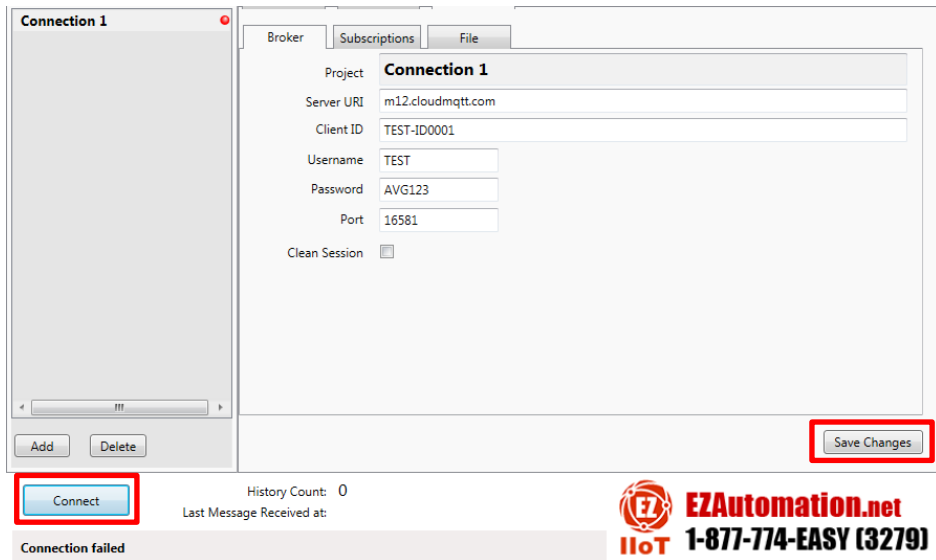 Connection 1
Broker
Subscriptions
File
Project Connection 1
Server URI m12.cloudmqtt.com
Client ID TEST-ID0001
Username TEST
Password AVG123
Port 16581
Clean Session
Add Delete
Save Changes
Connect
History Count: 0
Last Message Received at:
Connection failed
EZ
IIoT
EZAutomation.net
1-877-774-EASY (3279)